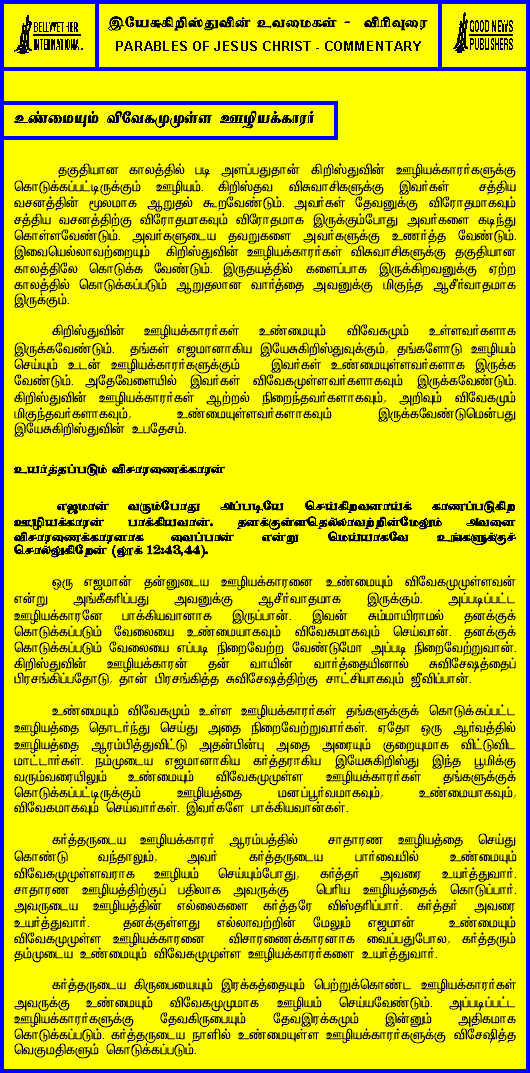 BELLWETHER
INTERNATIONAL
இயேசுகிறிஸ்துவின் உவமைகள் - விரிவுரை
PARABLES OF JESUS CHRIST - COMMENTARY
GOOD NEWS
PUBLISHERS
உண்மையும் விவேகமுமுள்ள ஊழியக்காரர்
தகுதியான காலத்தில் படி அளப்பதுதான் கிறிஸ்துவின் ஊழியக்காரர்களுக்கு
கொடுக்கப்பட்டிருக்கும் ஊழியம். கிறிஸ்தவ விசுவாசிகளுக்கு இவர்கள் சத்திய
வசனத்தின் மூலமாக ஆறுதல் கூறவேண்டும். அவர்கள் தேவனுக்கு விரோதமாகவும்
சத்திய வசனத்திற்கு விரோதமாகவும் விரோதமாக இருக்கும்போது அவர்களை கடிந்து
கொள்ளவேண்டும். அவர்களுடைய தவறுகளை அவர்களுக்கு உணர்த்த வேண்டும்.
இவையெல்லாவற்றையும் கிறிஸ்துவின் ஊழியக்காரர்கள் விசுவாசிகளுக்கு தகுதியான
காலத்திலே கொடுக்க வேண்டும். இருதயத்தில் களைப்பாக இருக்கிறவனுக்கு ஏற்ற
காலத்தில் கொடுக்கப்படும் ஆறுதலான வார்த்தை அவனுக்கு மிகுந்த ஆசீர்வாதமாக
இருக்கும்.
கிறிஸ்துவின் ஊழியக்காரர்கள் உண்மையும் விவேகமும் உள்ளவர்களாக
இருக்கவேண்டும். தங்கள் எஜமானாகிய இயேசுகிறிஸ்துவுக்கும், தங்களோடு ஊழியம்
செய்யும் உடன் ஊழியக்காரர்களுக்கும் இவர்கள் உண்மையுள்ளவர்களாக இருக்க
வேண்டும். அதேவேளையில் இவர்கள் விவேகமுள்ளவர்களாகவும் இருக்கவேண்டும்.
கிறிஸ்துவின் ஊழியக்காரர்கள் ஆற்றல் நிறைந்தவர்களாகவும், அறிவும் விவேகமும்
மிகுந்தவர்களாகவும், உண்மையுள்ளவர்களாகவும் இருக்கவேண்டுமென்பது
இயேசுகிறிஸ்துவின் உபதேசம்.
உயர்த்தப்படும் விசாரணைக்காரன்
எஜமான் வரும்போது அப்படியே செய்கிறவனாய்க் காணப்படுகிற
ஊழியக்காரன் பாக்கியவான். தனக்குள்ளதெல்லாவற்றின்மேலும் அவனை
விசாரணைக்காரனாக வைப்பான் என்று மெய்யாகவே உங்களுக்குச்
சொல்லுகிறேன் (லூக் 12:43,44).
ஒரு எஜமான் தன்னுடைய ஊழியக்காரனை உண்மையும் விவேகமுமுள்ளவன்
என்று அங்கீகரிப்பது அவனுக்கு ஆசீர்வாதமாக இருக்கும். அப்படிப்பட்ட
ஊழியக்காரனே பாக்கியவானாக இருப்பான். இவன் சும்மாயிராமல் தனக்குக்
கொடுக்கப்படும் வேலையை உண்மையாகவும் விவேகமாகவும் செய்வான். தனக்குக்
கொடுக்கப்படும் வேலையை எப்படி நிறைவேற்ற வேண்டுமோ அப்படி நிறைவேற்றுவான்.
கிறிஸ்துவின் ஊழியக்காரன் தன் வாயின் வார்த்தையினால் சுவிசேஷத்தைப்
பிரசங்கிப்பதோடு, தான் பிரசங்கித்த சுவிசேஷத்திற்கு சாட்சியாகவும் ஜீவிப்பான்.
உண்மையும் விவேகமும் உள்ள ஊழியக்காரர்கள் தங்களுக்குக் கொடுக்கப்பட்ட
ஊழியத்தை தொடர்ந்து செய்து அதை நிறைவேற்றுவார்கள். ஏதோ ஒரு ஆர்வத்தில்
ஊழியத்தை ஆரம்பித்துவிட்டு அதன்பின்பு அதை அரையும் குறையுமாக விட்டுவிட
மாட்டார்கள். நம்முடைய எஜமானாகிய கர்த்தராகிய இயேசுகிறிஸ்து இந்த பூமிக்கு
வரும்வரையிலும் உண்மையும் விவேகமுமுள்ள ஊழியக்காரர்கள் தங்களுக்குக்
கொடுக்கப்பட்டிருக்கும் ஊழியத்தை மனப்பூர்வமாகவும், உண்மையாகவும்,
விவேகமாகவும் செய்வார்கள். இவர்களே பாக்கியவான்கள்.
கர்த்தருடைய ஊழியக்காரர் ஆரம்பத்தில் சாதாரண ஊழியத்தை செய்து
கொண்டு வந்தாலும், அவர் கர்த்தருடைய பார்வையில் உண்மையும்
விவேகமுமுள்ளவராக ஊழியம் செய்யும்போது, கர்த்தர் அவரை உயர்த்துவார்.
சாதாரண ஊழியத்திற்குப் பதிலாக அவருக்கு பெரிய ஊழியத்தைக் கொடுப்பார்.
அவருடைய ஊழியத்தின் எல்லைகளை கர்த்தரே விஸ்தரிப்பார். கர்த்தர் அவரை
உயர்த்துவார். தனக்குள்ளது எல்லாவற்றின் மேலும் எஜமான் உண்மையும்
விவேகமுமுள்ள ஊழியக்காரனை விசாரணைக்காரனாக வைப்பதுபோல, கர்த்தரும்
தம்முடைய உண்மையும் விவேகமுமுள்ள ஊழியக்காரர்களை உயர்த்துவார்.
கர்த்தருடைய கிருபையையும் இரக்கத்தையும் பெற்றுக்கொண்ட ஊழியக்காரர்கள்
அவருக்கு உண்மையும் விவேகமுமுமாக ஊழியம் செய்யவேண்டும். அப்படிப்பட்ட
ஊழியக்காரர்களுக்கு தேவகிருபையும் தேவஇரக்கமும் இன்னும் அதிகமாக
கொடுக்கப்படும். கர்த்தருடைய நாளில் உண்மையுள்ள ஊழியக்காரர்களுக்கு விசேஷித்த
வெகுமதிகளும் கொடுக்கப்படும்.